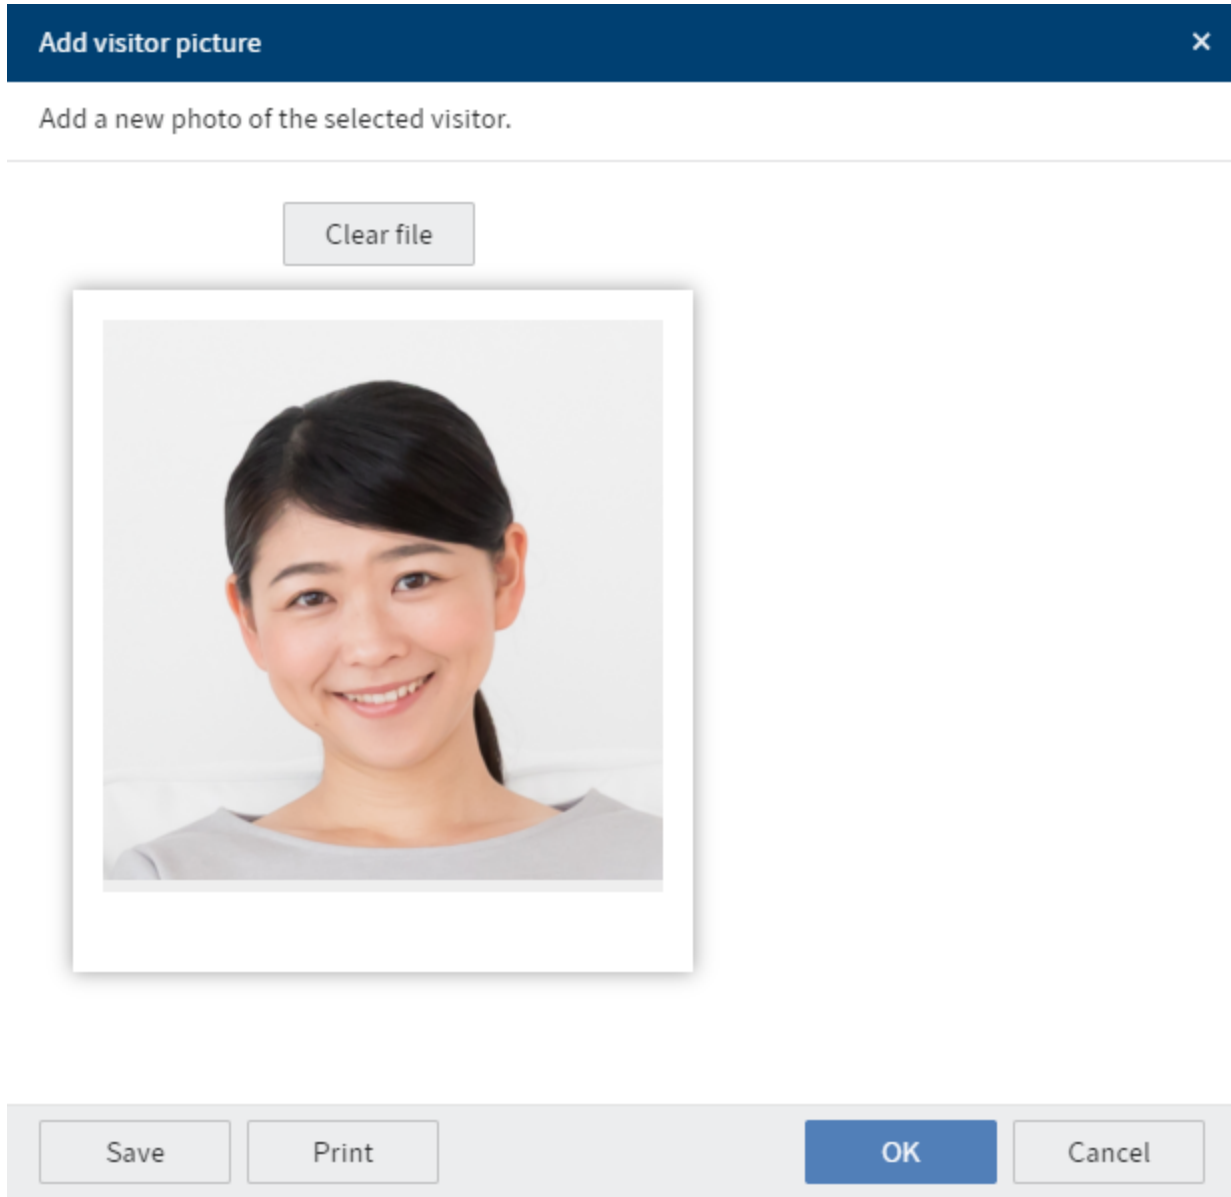 Add visitor picture
Add a new photo of the selected visitor.
Clear file
Save Print OK Cancel